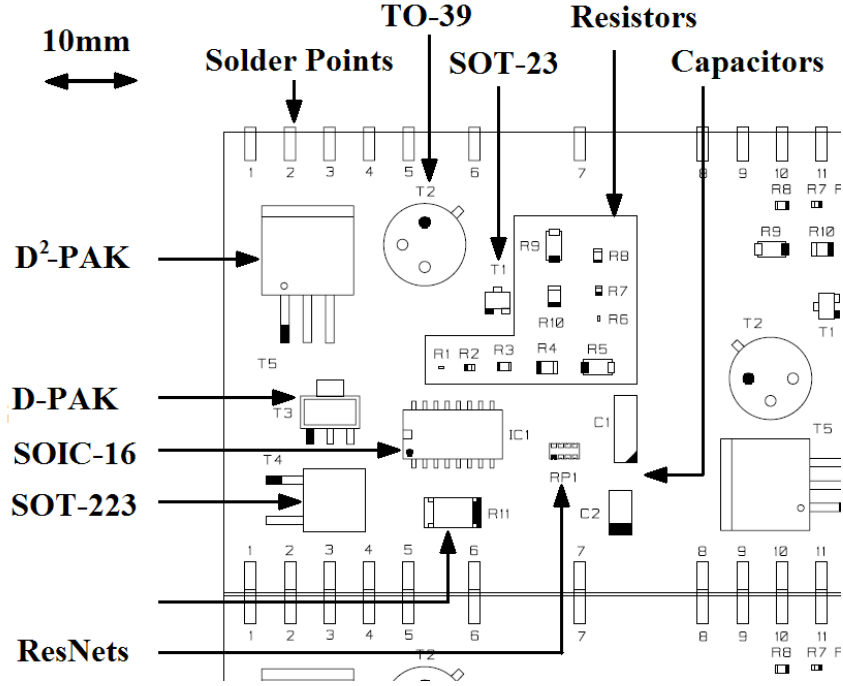 TO-39
Resistors
10mm
Solder Points
SOT-23
Capacitors
1 2 3 4 5 6 7 8 9 10 11
T2
R8 R7 R
D²-PAK
R9
R8
R9 R10
T1
R7
R10
R6
T1
T2
T5
R1 R2 R3 R4 R5
D-PAK
T3
C1
T5
IC1
SOIC-16
T4
RP1
SOT-223
R11
C2
1 2 3 4 5 6 7 8 9 10 11
1 2 3 4 5 6 7 8 9 10 11
ResNets
T2
R8 R7 R